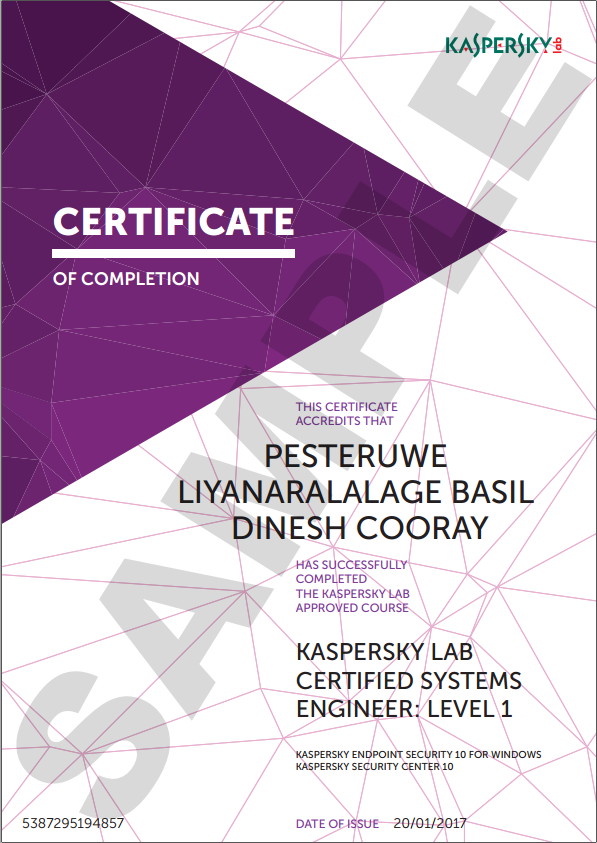 KASPERSKY lab
CERTIFICATE
OF COMPLETION
THIS CERTIFICATE
ACCREDITS THAT
PESTERUWE
LIYANARALALAGE BASIL
DINESH COORAY
HAS SUCCESSFULLY
COMPLETED
THE KASPERSKY LAB
APPROVED COURSE
KASPERSKY LAB
CERTIFIED SYSTEMS
ENGINEER: LEVEL 1
KASPERSKY ENDPOINT SECURITY 10 FOR WINDOWS
KASPERSKY SECURITY CENTER 10
5387295194857
DATE OF ISSUE 20/01/2017
SAMPLE